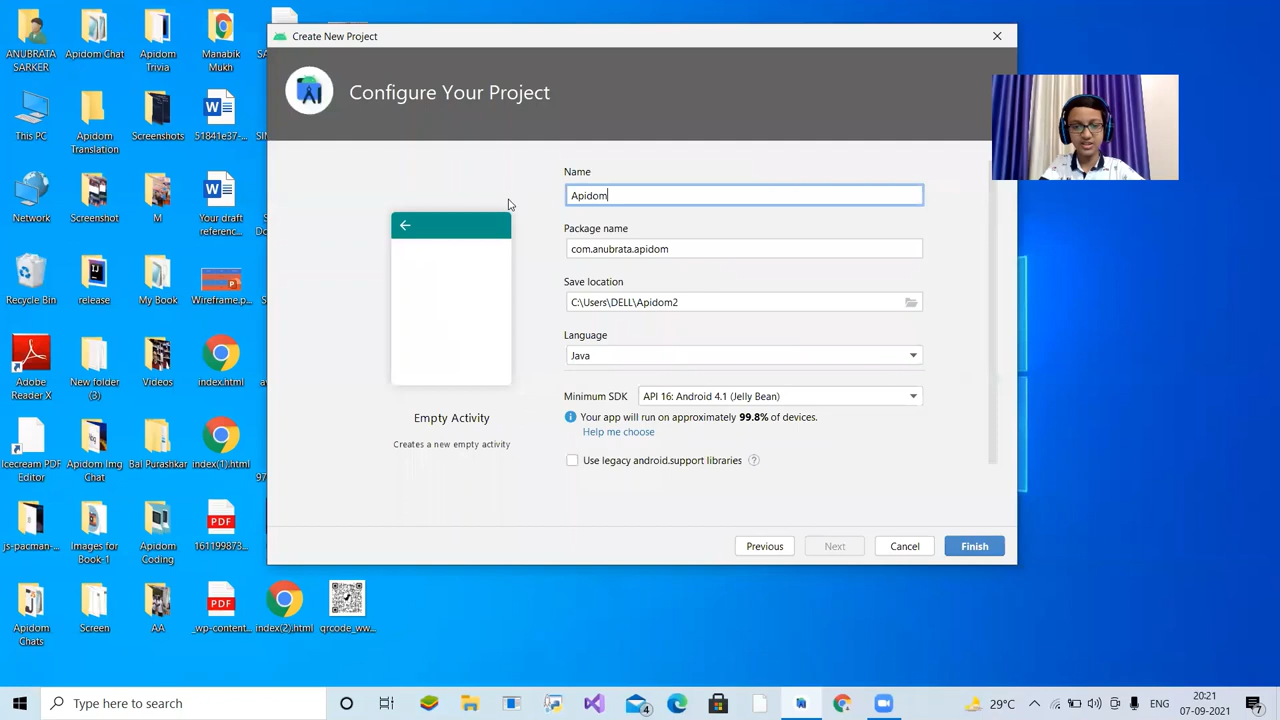 Create New Project
Configure Your Project
Name
Apidom
Package name
com.anubrata.apidom
Save location
C:\Users\DELL\Apidom2
Language
Java
Minimum SDK
API 16: Android 4.1 (Jelly Bean)
Your app will run on approximately 99.8% of devices.
Help me choose
Use legacy android.support libraries
?
Empty Activity
Creates a new empty activity
Previous
Next
Cancel
Finish
ANUBRATA
SARKER
Apidom Chat
Apidom
Trivia
Manabik
Mukh
This PC
Apidom
Translation
Screenshots
51841e37-...
Network
Screenshot
M
Your draft
referenc...
Recycle Bin
release
My Book
Wireframe.p...
Adobe
Reader X
New folder
(3)
Videos
index.html
Icecream PDF
Editor
Apidom Img
Chat
Bal Purashkar
index(1).html
js-pacman-...
Images for
Book-1
Apidom
Coding
PDF
161199873...
Apidom
Chats
Screen
AA
PDF
_wp-content...
index(2).html
qrcode_ww...
Type here to search
4
29°C
ENG
20:21
07-09-2021
7